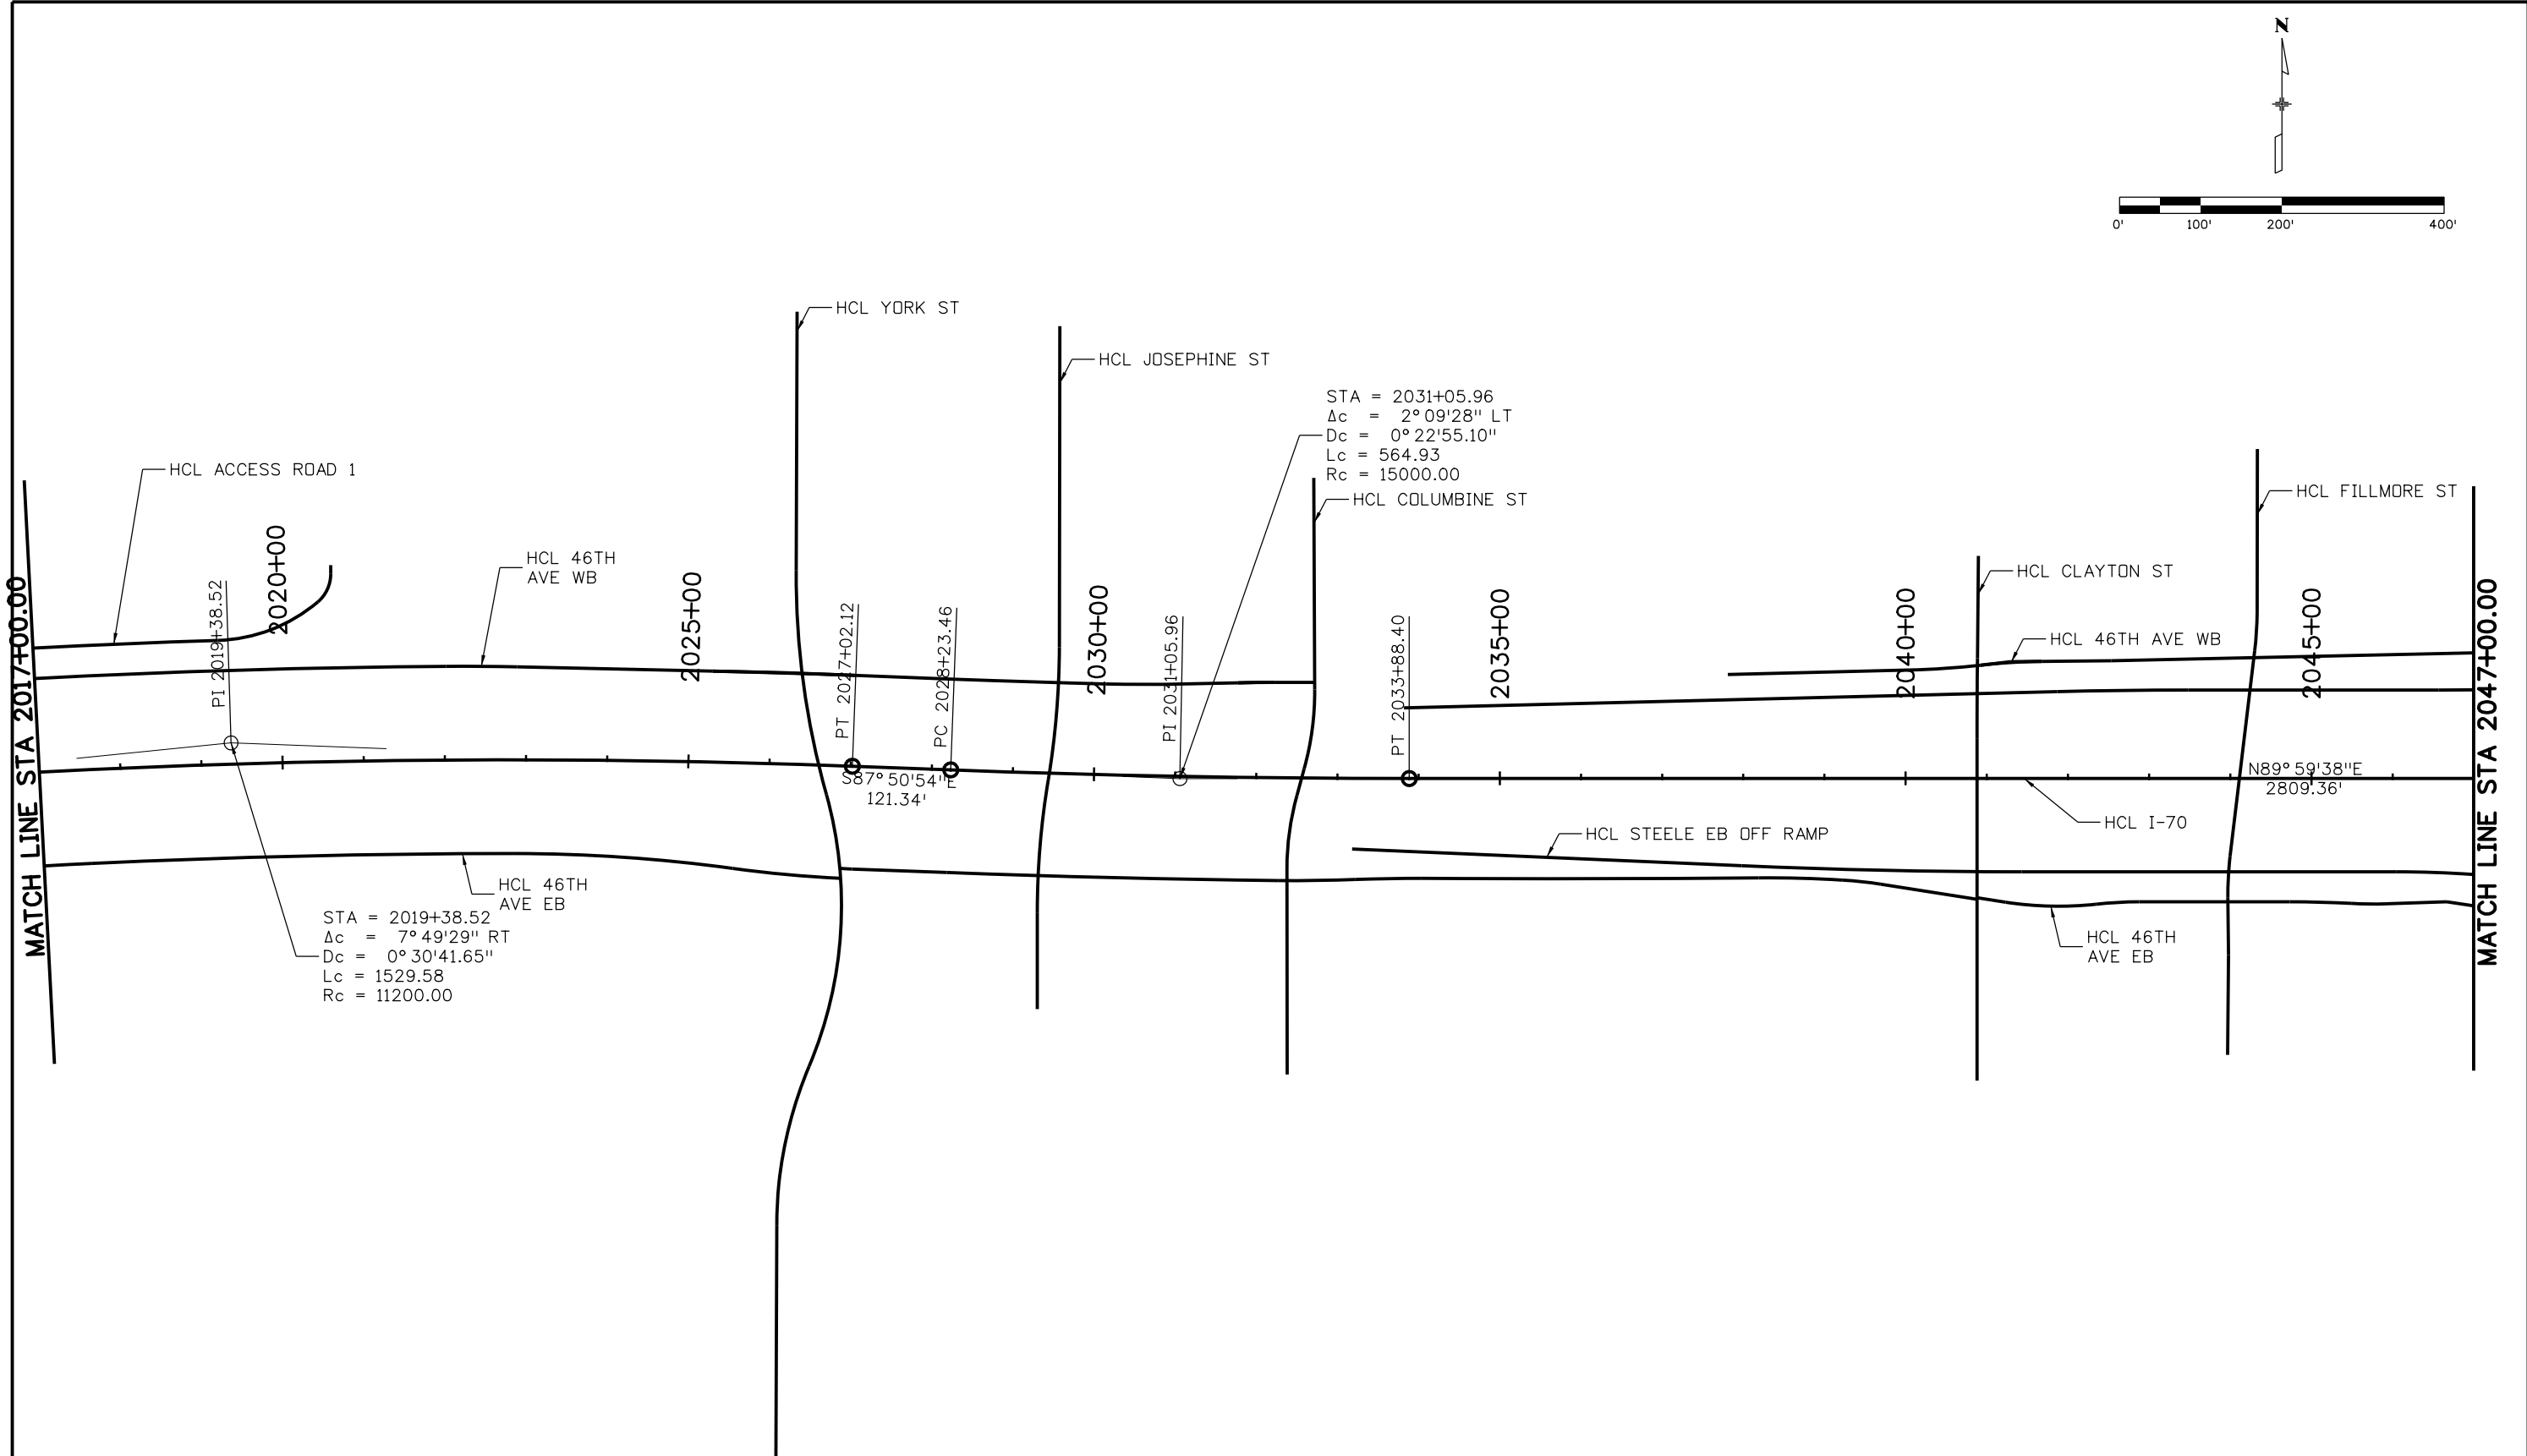 N
0' 100' 200' 400'
HCL YORK ST
HCL JOSEPHINE ST
STA = 2031+05.96
Δc = 2°09'28" LT
Dc = 0°22'55.10"
Lc = 564.93
Rc = 15000.00
HCL ACCESS ROAD 1
HCL COLUMBINE ST
HCL FILLMORE ST
HCL 46TH
AVE WB
HCL CLAYTON ST
HCL 46TH AVE WB
MATCH LINE STA 2017+00.00
PI 2019+38.52
2020+00
2025+00
PT 2027+02.12
PC 2028+23.46
2030+00
PI 2031+05.96
PT 2033+88.40
2035+00
2040+00
2045+00
MATCH LINE STA 2047+00.00
S87°50'54"E
121.34'
N89°59'38"E
2809.36'
HCL I-70
HCL STEELE EB OFF RAMP
HCL 46TH
AVE EB
STA = 2019+38.52
Δc = 7°49'29" RT
Dc = 0°30'41.65"
Lc = 1529.58
Rc = 11200.00
HCL 46TH
AVE EB